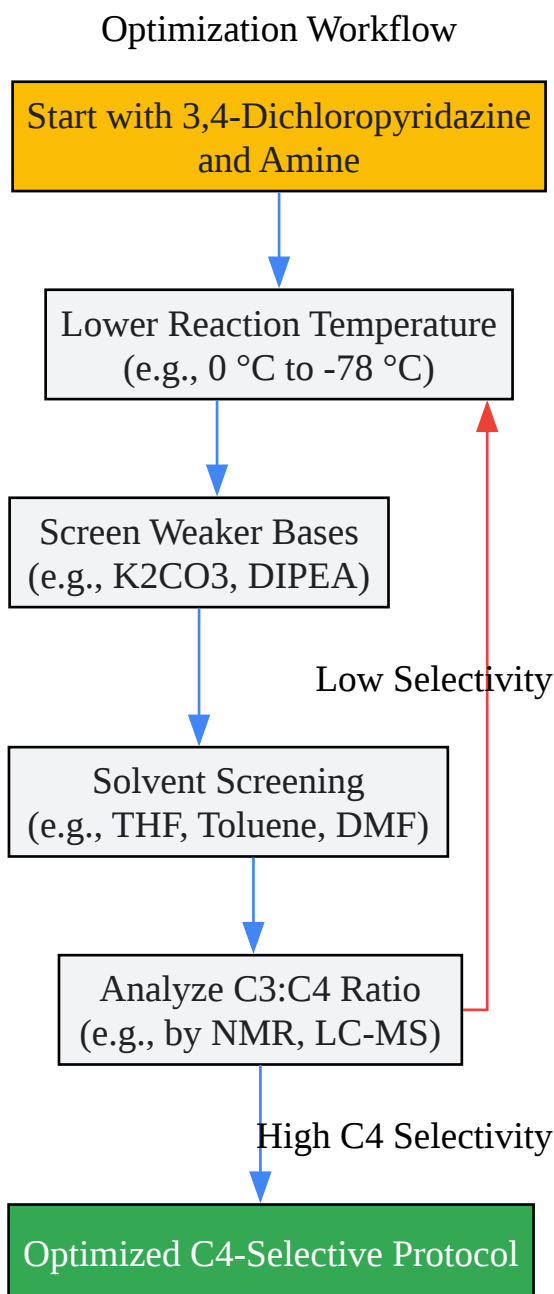 Optimization Workflow
Start with 3,4-Dichloropyridazine
and Amine
Lower Reaction Temperature
(e.g., 0 °C to -78 °C)
Screen Weaker Bases
(e.g., K2CO3, DIPEA)
Low Selectivity
Solvent Screening
(e.g., THF, Toluene, DMF)
Analyze C3:C4 Ratio
(e.g., by NMR, LC-MS)
High C4 Selectivity
Optimized C4-Selective Protocol